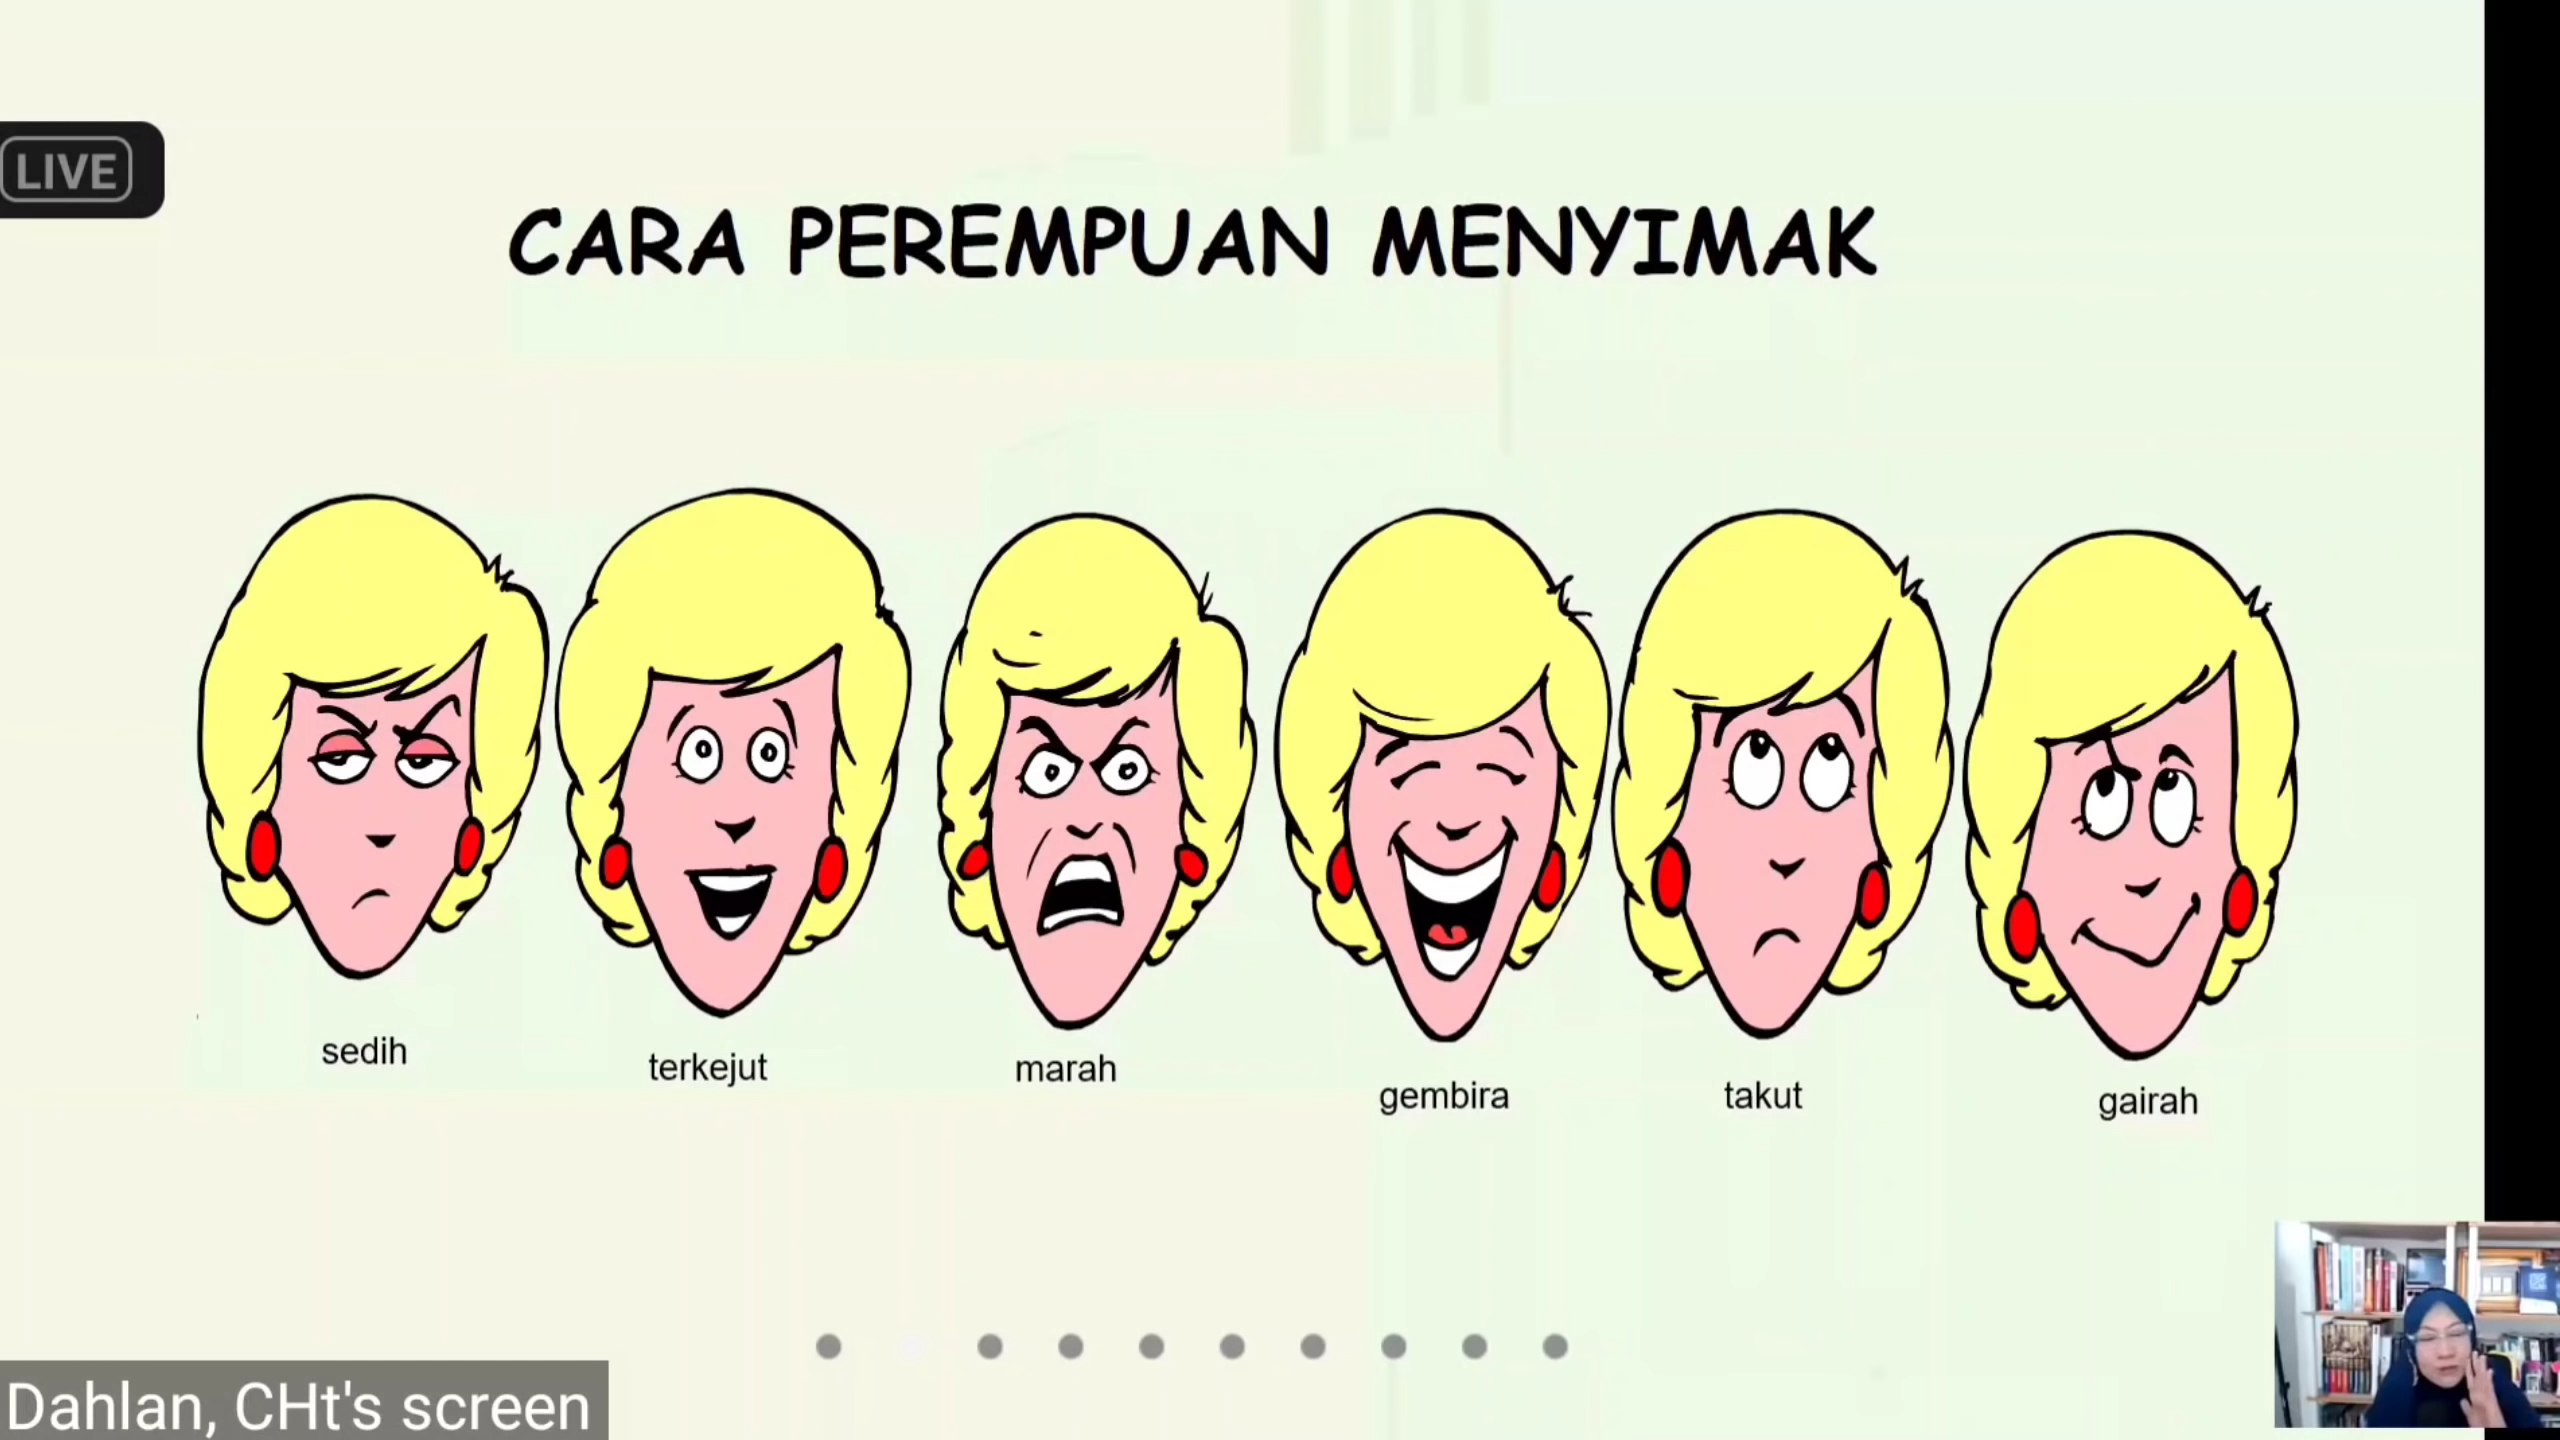 LIVE
CARA PEREMPUAN MENYIMAK
sedih
terkejut
marah
gembira
takut
gairah
Dahlan, CHt's screen